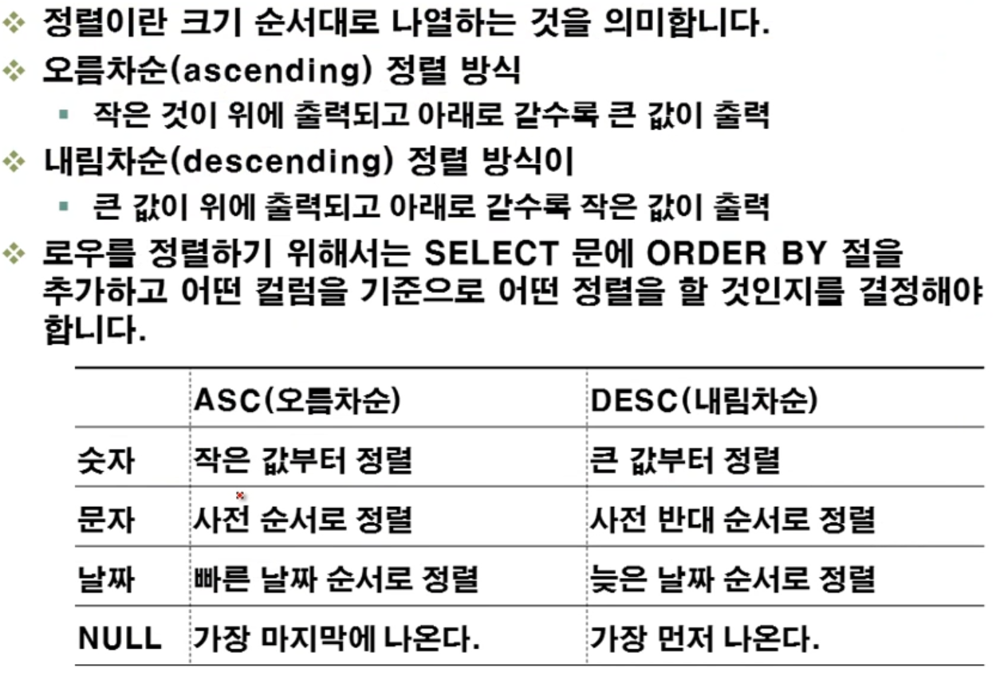 정렬이란 크기 순서대로 나열하는 것을 의미합니다.
오름차순(ascending) 정렬 방식
작은 것이 위에 출력되고 아래로 갈수록 큰 값이 출력
내림차순(descending) 정렬 방식이
큰 값이 위에 출력되고 아래로 갈수록 작은 값이 출력
로우를 정렬하기 위해서는 SELECT 문에 ORDER BY 절을
추가하고 어떤 컬럼을 기준으로 어떤 정렬을 할 것인지를 결정해야
합니다.
ASC(오름차순) DESC(내림차순)
숫자 작은 값부터 정렬 큰 값부터 정렬
문자 사전 순서로 정렬 사전 반대 순서로 정렬
날짜 빠른 날짜 순서로 정렬 늦은 날짜 순서로 정렬
NULL 가장 마지막에 나온다. 가장 먼저 나온다.